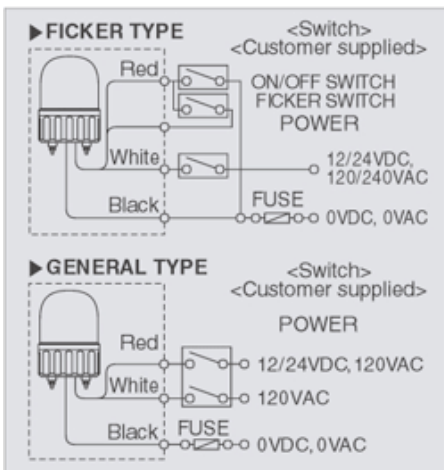 ▶FICKER TYPE
<Switch>
<Customer supplied>
Red
ON/OFF SWITCH
FICKER SWITCH
POWER
White
12/24VDC,
120/240VAC
Black
FUSE
0VDC, 0VAC
▶GENERAL TYPE
<Switch>
<Customer supplied>
POWER
Red
12/24VDC, 120VAC
White
120VAC
Black
FUSE
0VDC, 0VAC